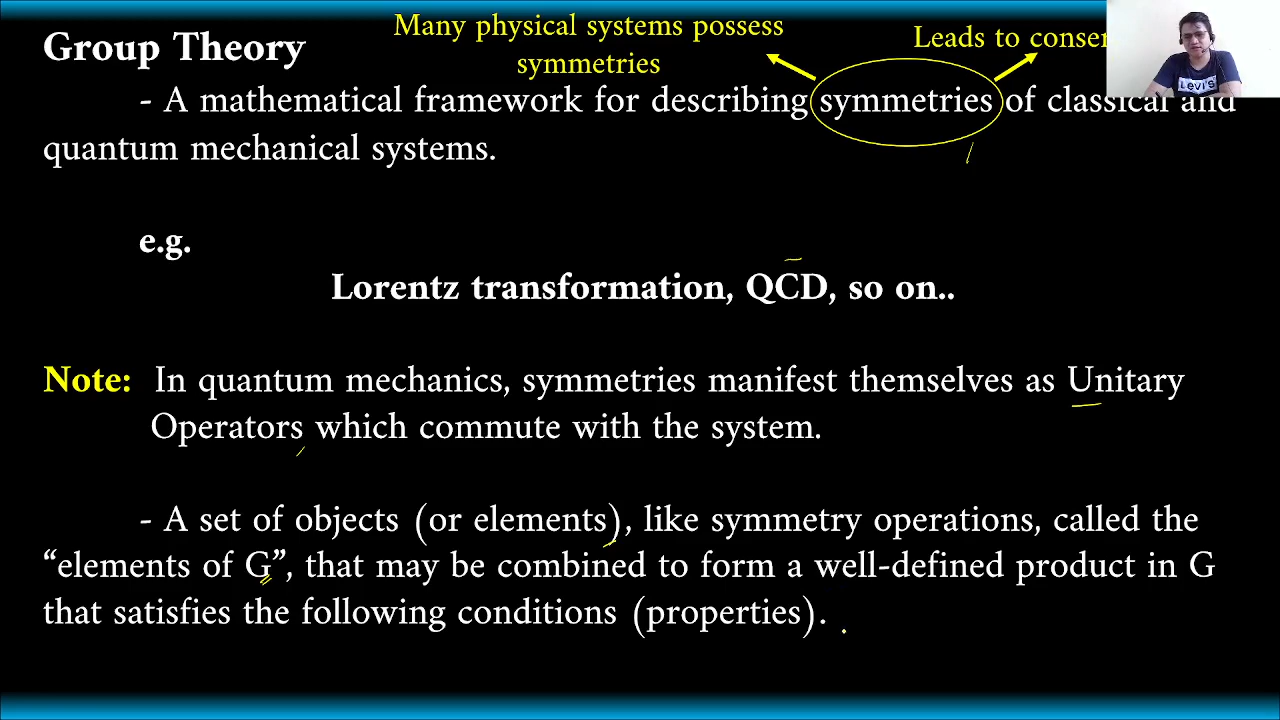 Many physical systems possess
symmetries
Leads to
Group Theory
- A mathematical framework for describing symmetries of classical and
quantum mechanical systems.
e.g.
Lorentz transformation, QCD, so on..
Note: In quantum mechanics, symmetries manifest themselves as Unitary
Operators which commute with the system.
- A set of objects (or elements), like symmetry operations, called the
“elements of G”, that may be combined to form a well-defined product in G
that satisfies the following conditions (properties).
Levi's